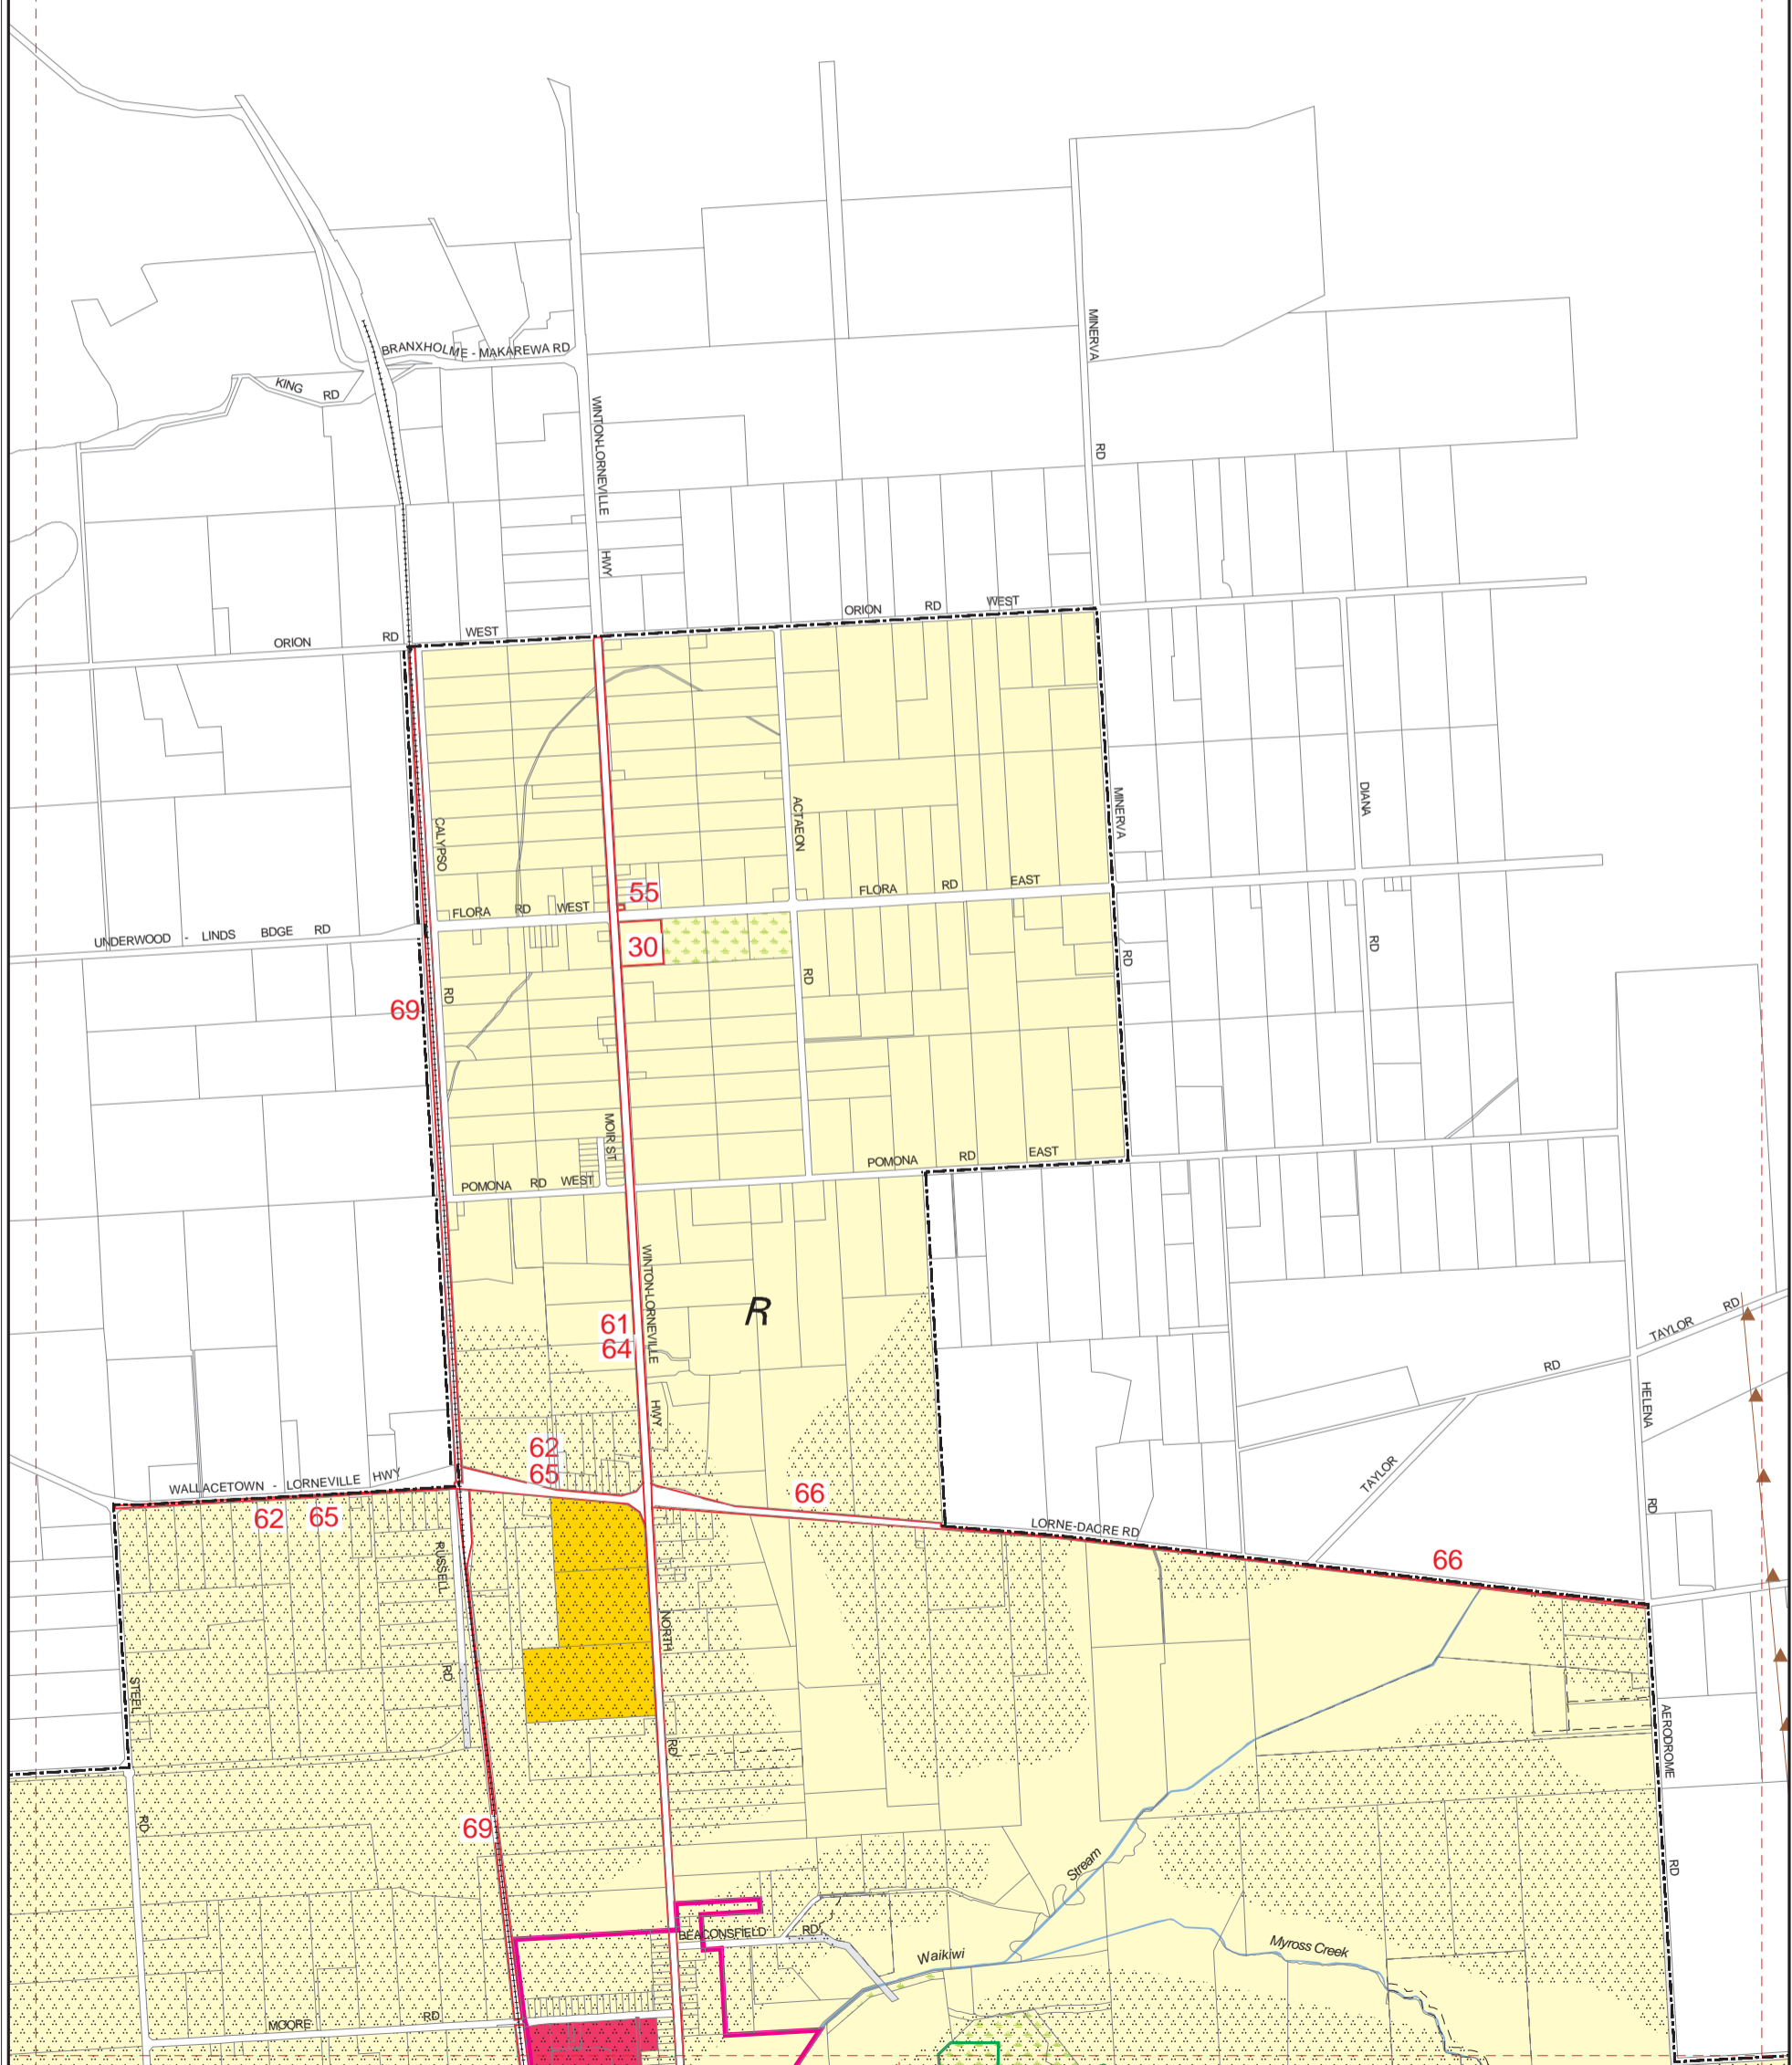 BRANXHOLME - MAKAREWA RD
KING RD
MINERVA
RD
WINTON-LORNEVILLE
HWY
ORION RD WEST
ORION RD WEST
CALYPSO
ACTAEON
MINERVA
DIANA
55
FLORA RD WEST
FLORA RD EAST
UNDERWOOD - LINDS BDGE RD
30
RD
RD
RD
RD
69
MOIR ST
POMONA RD WEST
POMONA RD EAST
WINTON-LORNEVILLE
R
61
64
TAYLOR RD
RD
HELENA
HWY
62
65
WALLACETOWN - LORNEVILLE HWY
TAYLOR
66
RD
62 65
LORNE-DACRE RD
RUSSELL
66
NORTH
RD
STEEL
RD
AERODROME
69
RD
RD
Stream
BEACONSFIELD RD
Waikiwi
Myross Creek
MOORE RD